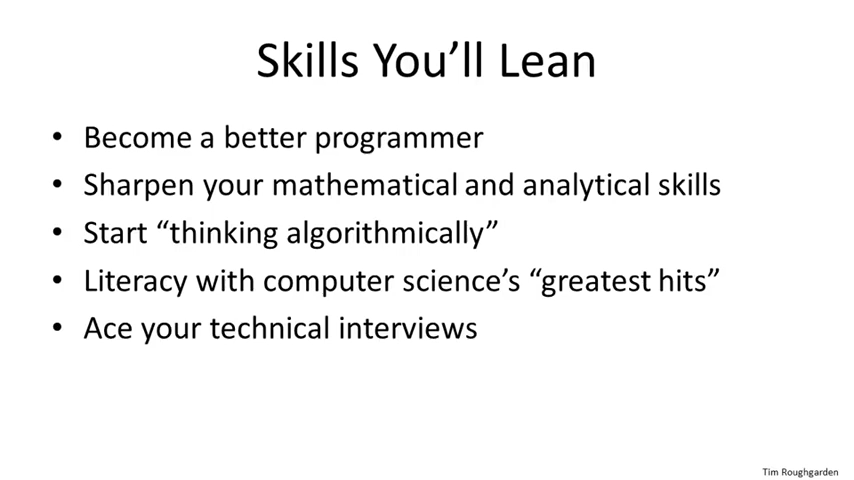 Skills You’ll Lean
• Become a better programmer
• Sharpen your mathematical and analytical skills
• Start “thinking algorithmically”
• Literacy with computer science’s “greatest hits”
• Ace your technical interviews
Tim Roughgarden